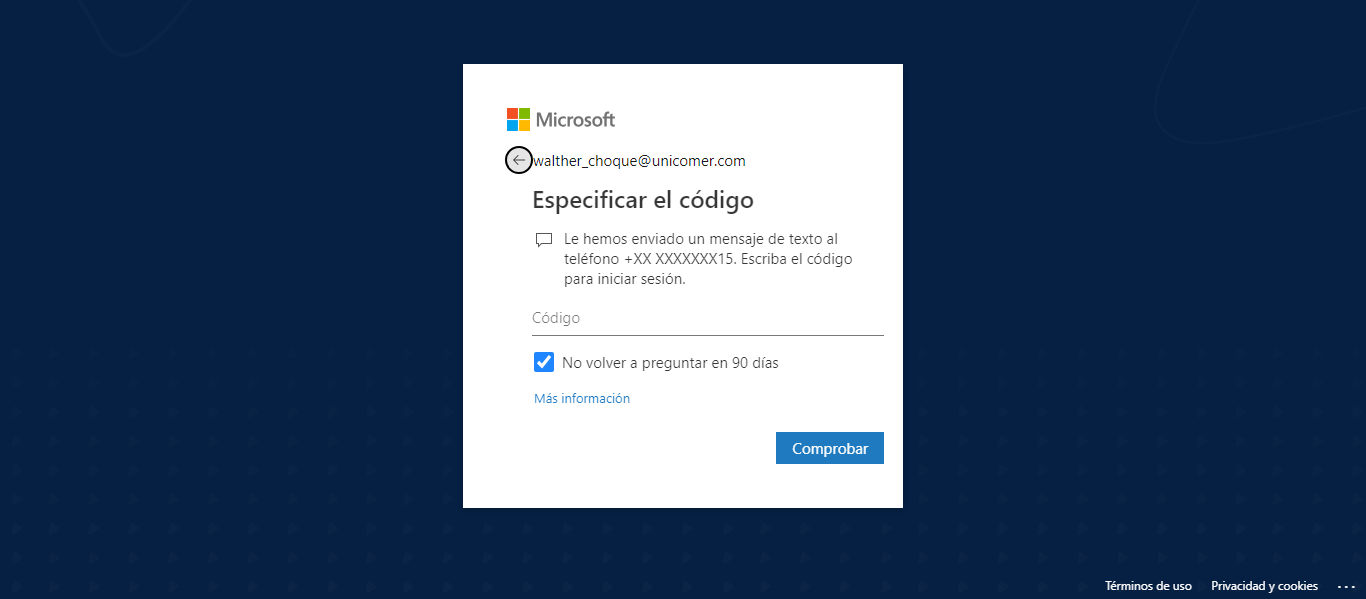 Microsoft
walther_choque@unicomer.com
Especificar el código
Le hemos enviado un mensaje de texto al
teléfono +XX XXXXXXX15. Escriba el código
para iniciar sesión.
Código
No volver a preguntar en 90 días
Más información
Comprobar
Términos de uso
Privacidad y cookies